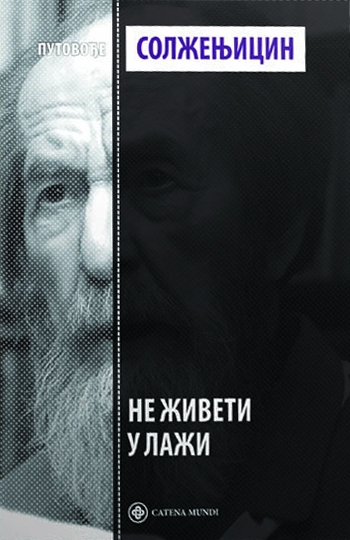 ПУТОВОЂЕ
СОЛЖЕЊИЦИН
НЕ ЖИВЕТИ
У ЛАЖИ
CATENA MUNDI